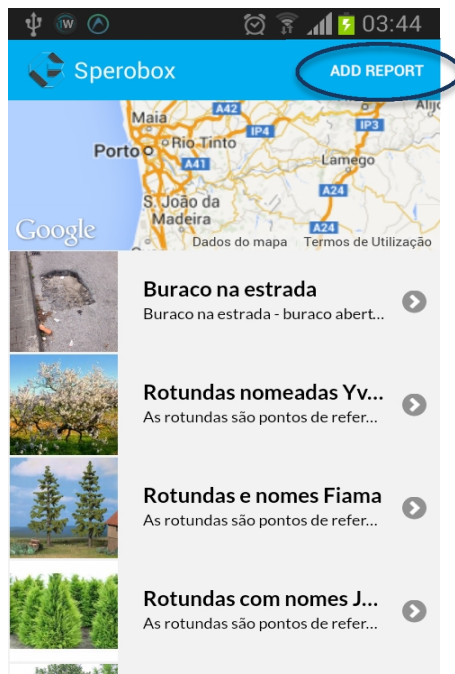 1W
03:44
Sperobox
ADD REPORT
A42
Alij
Maia
IP4
IP3
Rio Tinto
Porto
A41
Lamego
A24
S. João da
Madeira
A24
Google
Dados do mapa Termos de Utilização
Buraco na estrada
Buraco na estrada - buraco abert...
Rotundas nomeadas Yv...
As rotundas são pontos de refer...
Rotundas e nomes Fiama
As rotundas são pontos de refer...
Rotundas com nomes J...
As rotundas são pontos de refer...